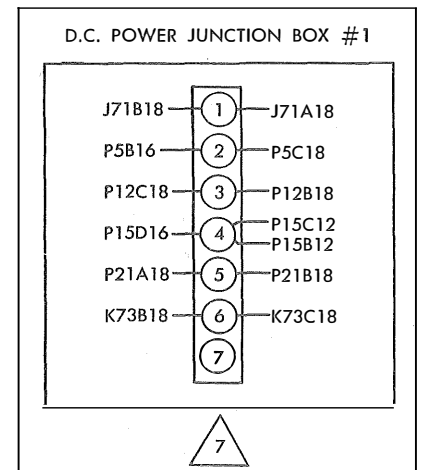 D.C. POWER JUNCTION BOX #1
J71B18 1 J71A18
P5B16 2 P5C18
P12C18 3 P12B18
P15D16 4 P15C12
P15B12
P21A18 5 P21B18
K73B18 6 K73C18
7
7